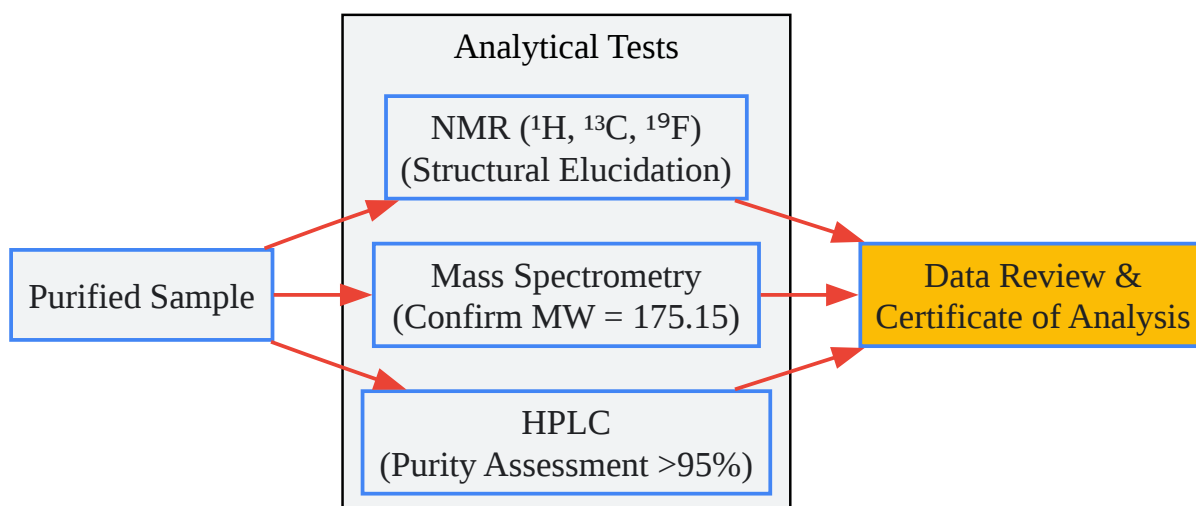 Analytical Tests
NMR (¹H, ¹³C, ¹⁹F)
(Structural Elucidation)
Purified Sample
Mass Spectrometry
(Confirm MW = 175.15)
Data Review &
Certificate of Analysis
HPLC
(Purity Assessment >95%)